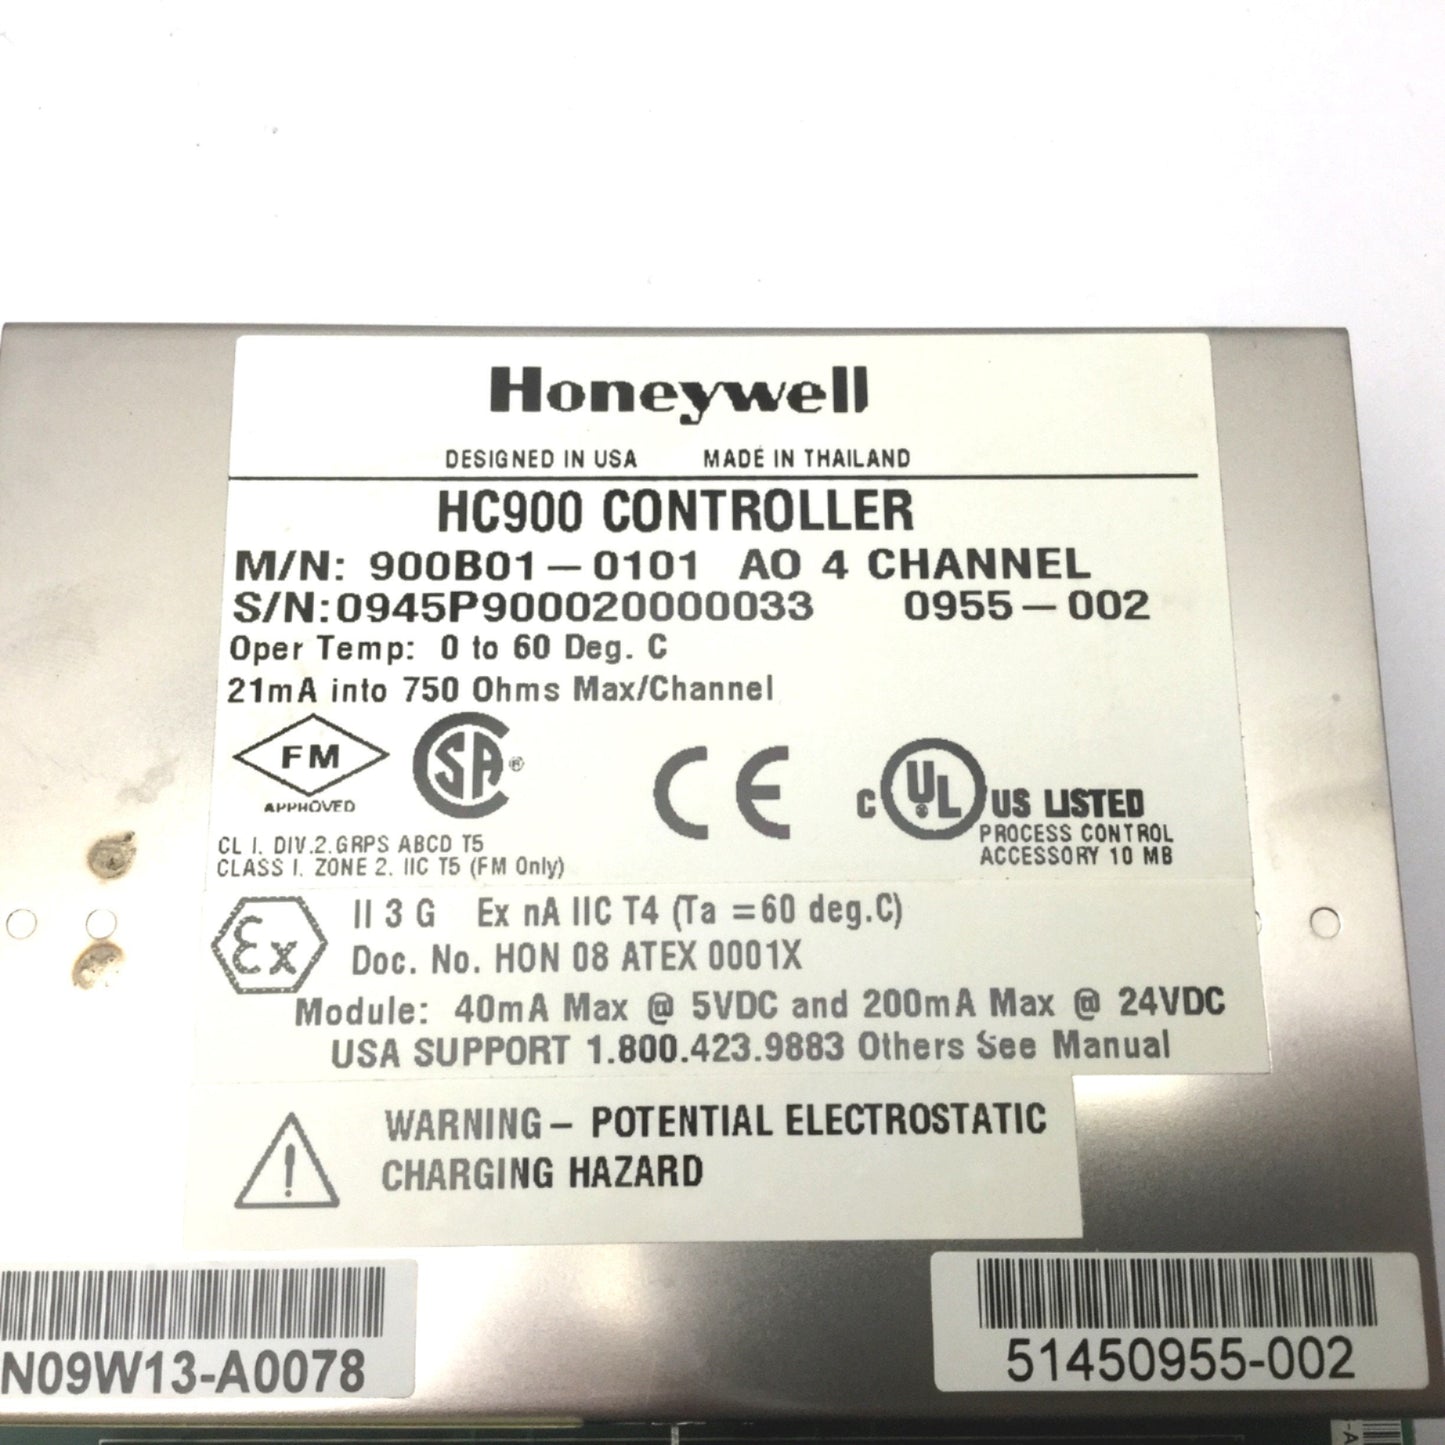 Honeywell
DESIGNED IN USA MADE IN THAILAND
HC900 CONTROLLER
M/N: 900B01-0101 AO 4 CHANNEL
S/N:0945P900020000033 0955-002
Oper Temp: 0 to 60 Deg. C
21mA into 750 Ohms Max/Channel
FM
APPROVED
SA ®
CE
C UL US LISTED
PROCESS CONTROL
ACCESSORY 10 MB
CL I. DIV.2.GRPS ABCD T5
CLASS I. ZONE 2. IIC T5 (FM Only)
Ex II 3 G Ex nA IIC T4 (Ta =60 deg.C)
Doc. No. HON 08 ATEX 0001X
Module: 40mA Max @ 5VDC and 200mA Max @ 24VDC
USA SUPPORT 1.800.423.9883 Others See Manual
! WARNING- POTENTIAL ELECTROSTATIC
CHARGING HAZARD
N09W13-A0078
51450955-002